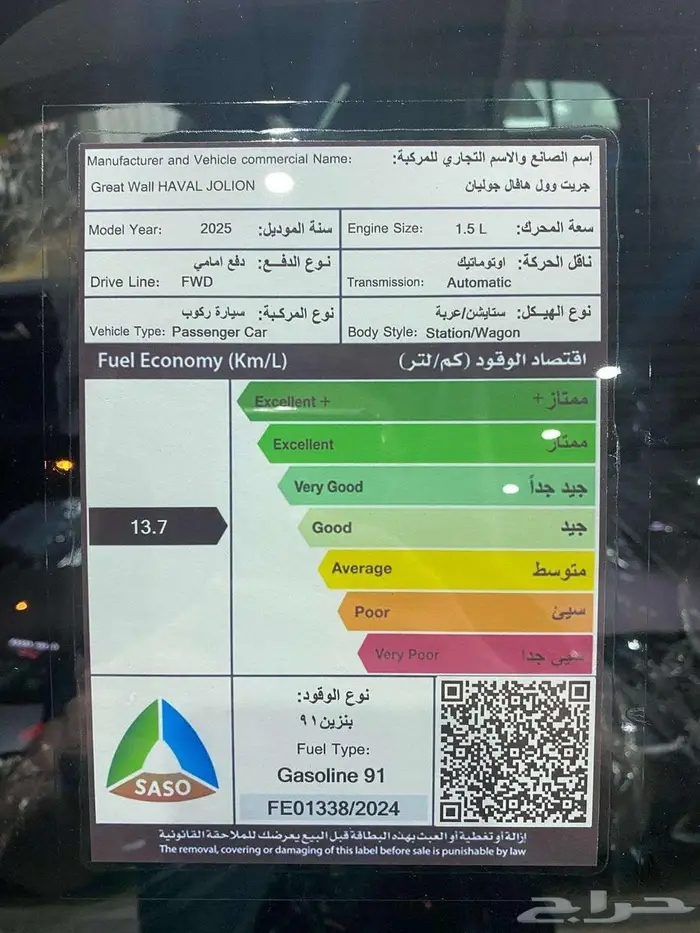 Manufacturer and Vehicle commercial Name: إسم الصانع والاسم التجاري للمركبة:
Great Wall HAVAL JOLION جريت وول هافال جوليان
Model Year: 2025 سنة الموديل:
Engine Size: 1.5 L سعة المحرك:
نوع الدفع: دفع امامي
Drive Line: FWD
ناقل الحركة: اوتوماتيك
Transmission: Automatic
نوع المركبة: سيارة ركوب
Vehicle Type: Passenger Car
نوع الهيكل: ستايشن/عربة
Body Style: Station/Wagon
Fuel Economy (Km/L) اقتصاد الوقود (كم/لتر)
Excellent + ممتاز +
Excellent ممتاز
Very Good جيد جداً
13.7
Good جيد
Average متوسط
Poor سيئ
Very Poor سيئ جدا
SASO
نوع الوقود:
بنزين ٩١
Fuel Type:
Gasoline 91
FE01338/2024
إزالة أو تغطية أو العبث بهذه البطاقة قبل البيع يعرضك للملاحقة القانونية
The removal, covering or damaging of this label before sale is punishable by law
حراج